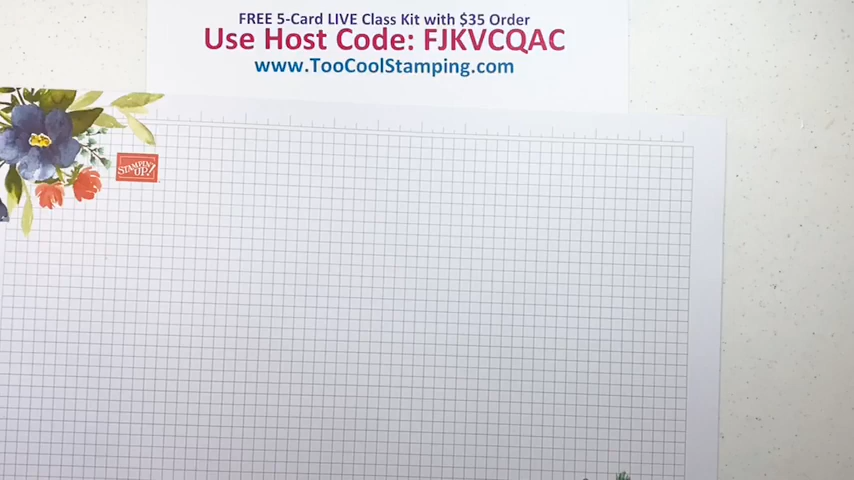 FREE 5-Card LIVE Class Kit with $35 Order
Use Host Code: FJKVCQAC
www.TooCoolStamping.com
STAMPIN' UP!